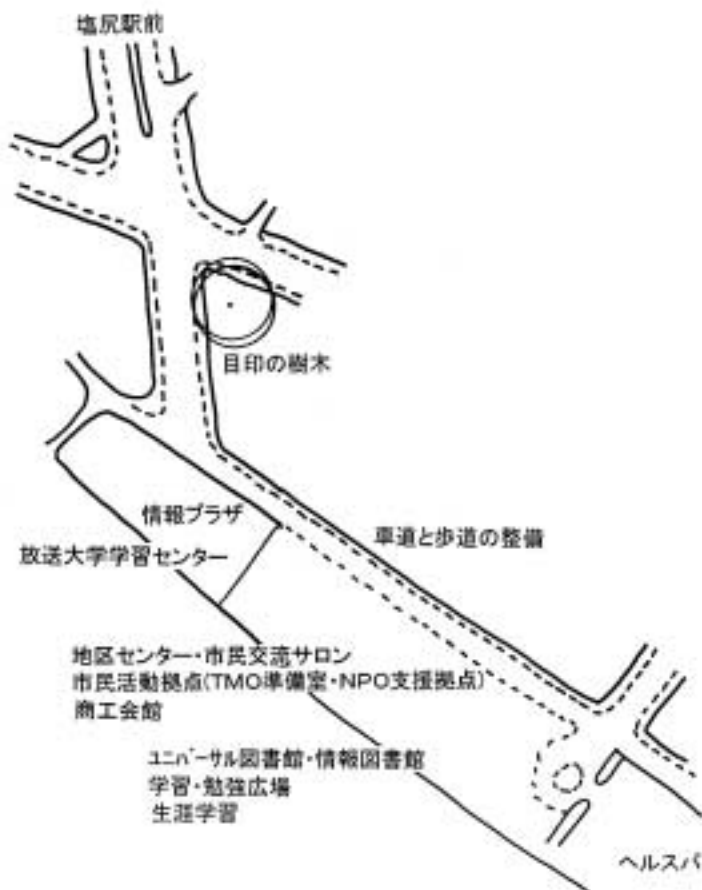 塩尻駅前
目印の樹木
情報プラザ
車道と歩道の整備
放送大学学習センター
地区センター・市民交流サロン
市民活動拠点(TMO準備室・NPO支援拠点)
商工会館
ユニバーサル図書館・情報図書館
学習・勉強広場
生涯学習
ヘルスパ